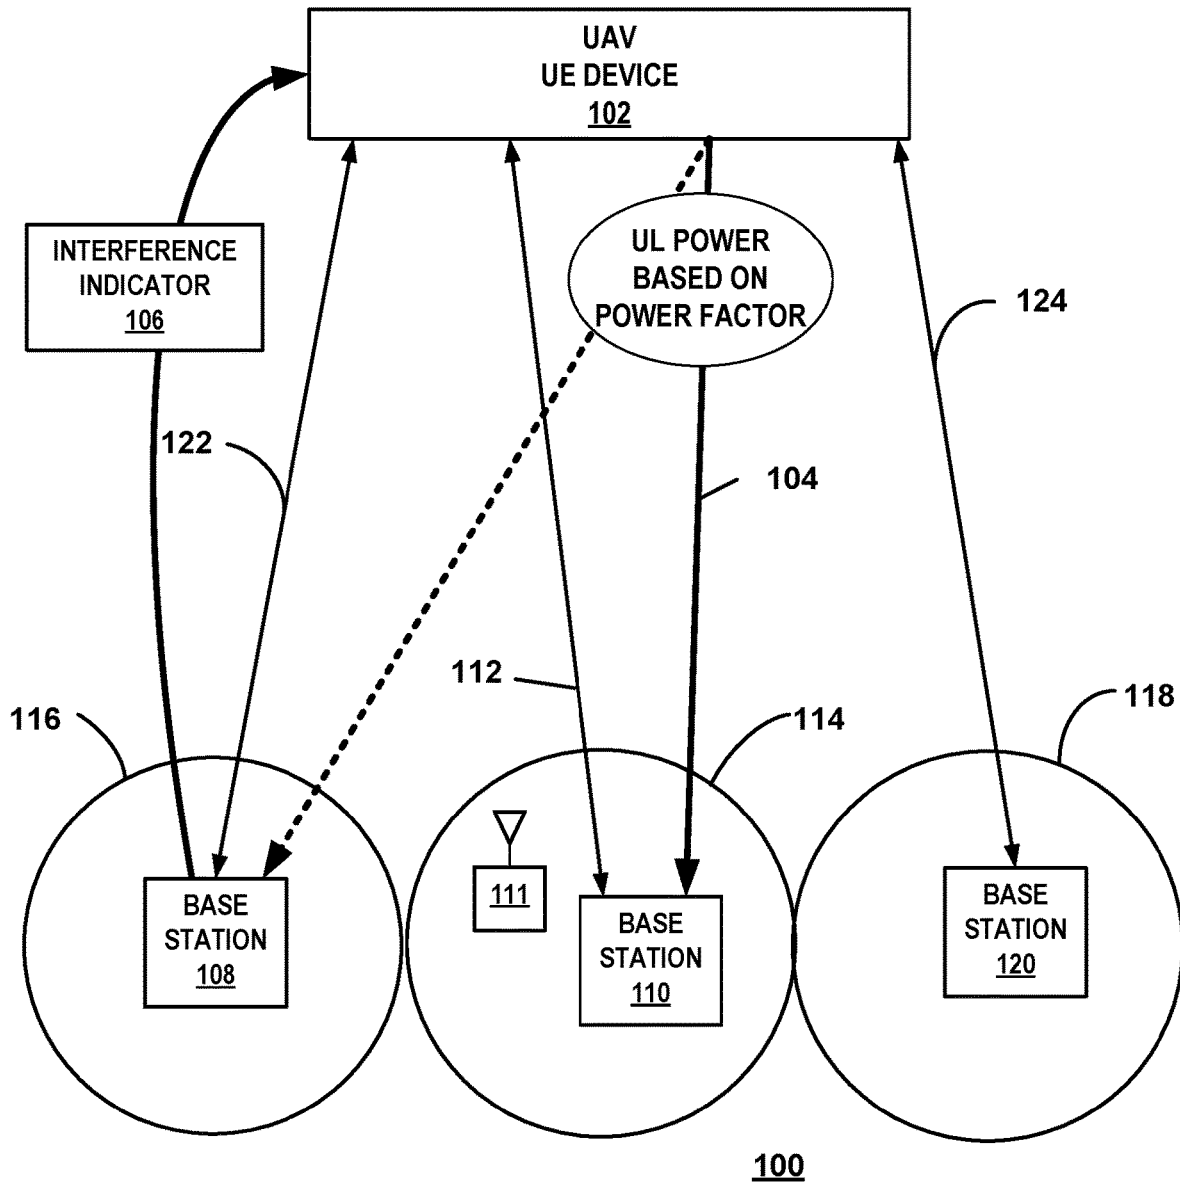 UAV
UE DEVICE
102
INTERFERENCE
INDICATOR
106
UL POWER
BASED ON
POWER FACTOR
124
122
104
112
116
114
118
111
BASE
STATION
108
BASE
STATION
110
BASE
STATION
120
100